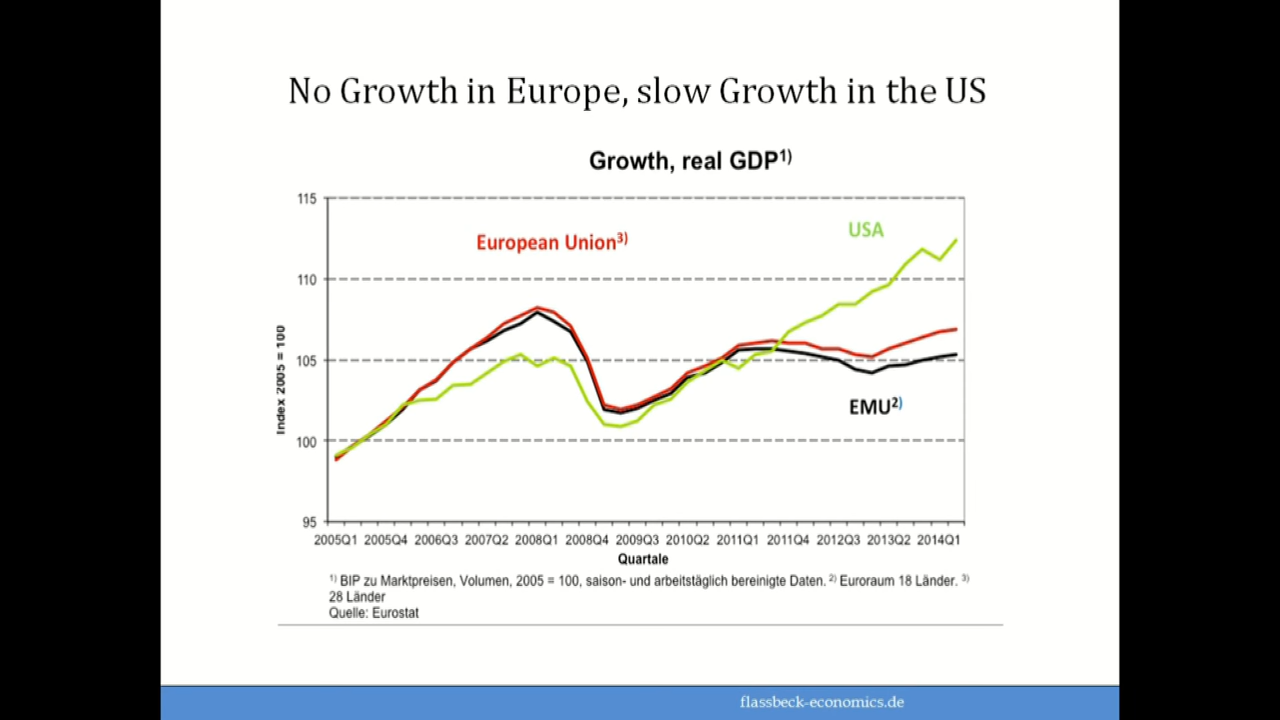 No Growth in Europe, slow Growth in the US
Growth, real GDP1)
115
European Union3)
USA
110
Index 2005 = 100
105
EMU2)
100
95
2005Q1 2005Q4 2006Q3 2007Q2 2008Q1 2008Q4 2009Q3 2010Q2 2011Q1 2011Q4 2012Q3 2013Q2 2014Q1
Quartale
1) BIP zu Marktpreisen, Volumen, 2005 = 100, saison- und arbeitstäglich bereinigte Daten. 2) Euroraum 18 Länder. 3)
28 Länder
Quelle: Eurostat
flassbeck-economics.de